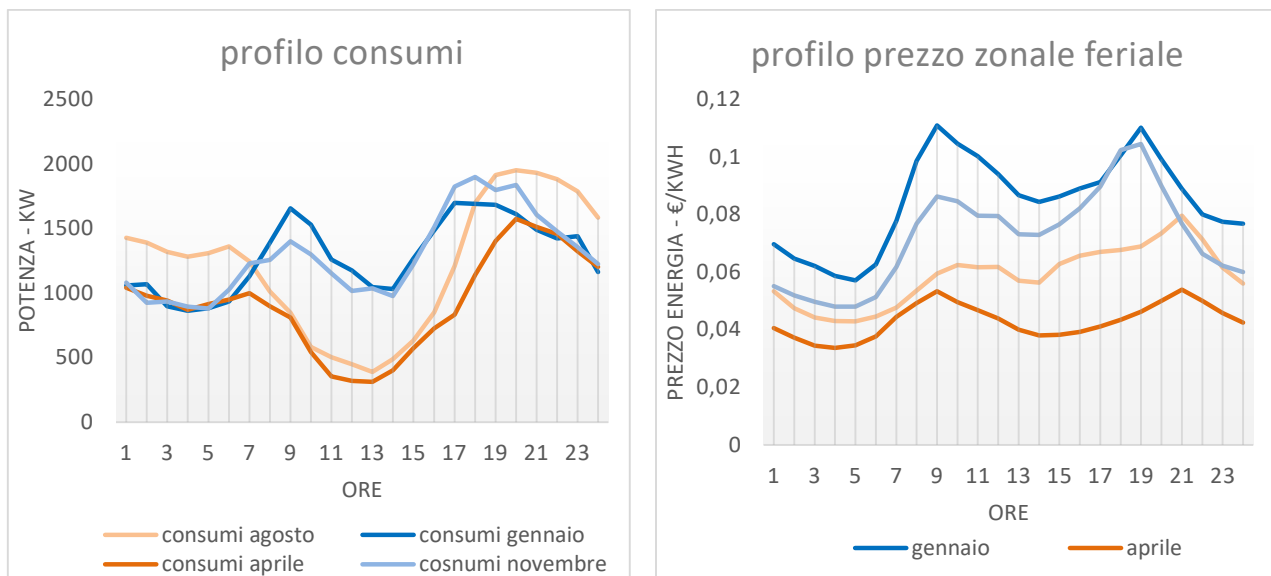 profilo consumi
2500
2000
1500
1000
500
0
POTENZA - KW
1 3 5 7 9 11 13 15 17 19 21 23
ORE
consumi agosto consumi gennaio
consumi aprile cosnumi novembre
profilo prezzo zonale feriale
0,12
0,1
0,08
0,06
0,04
0,02
0
PREZZO ENERGIA - €/KWH
1 3 5 7 9 11 13 15 17 19 21 23
ORE
gennaio aprile